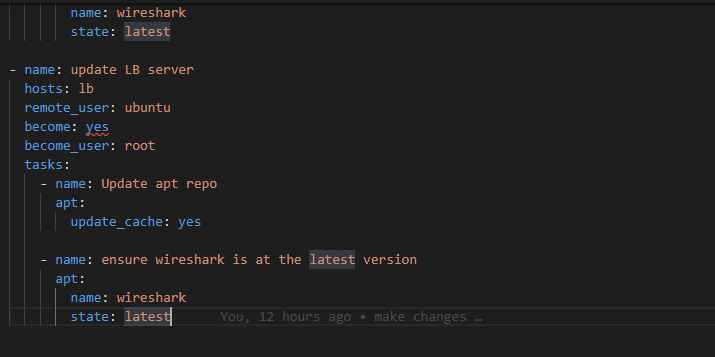 name: wireshark
state: latest
- name: update LB server
hosts: lb
remote_user: ubuntu
become: yes
become_user: root
tasks:
- name: Update apt repo
apt:
update_cache: yes
- name: ensure wireshark is at the latest version
apt:
name: wireshark
state: latest You, 12 hours ago • make changes …